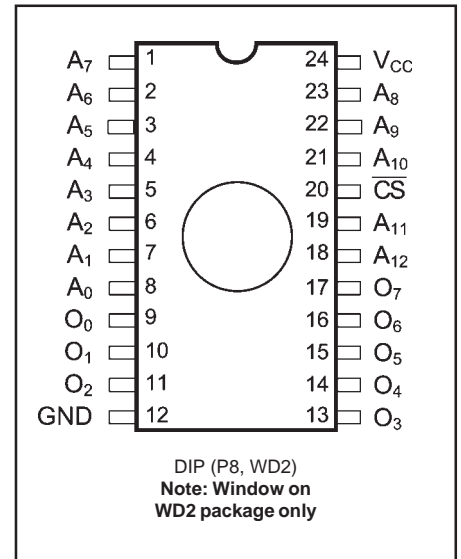 A₇ 1 24 V_CC
A₆ 2 23 A₈
A₅ 3 22 A₉
A₄ 4 21 A₁₀
A₃ 5 20 C̅S̅
A₂ 6 19 A₁₁
A₁ 7 18 A₁₂
A₀ 8 17 O₇
O₀ 9 16 O₆
O₁ 10 15 O₅
O₂ 11 14 O₄
GND 12 13 O₃
DIP (P8, WD2)
Note: Window on
WD2 package only